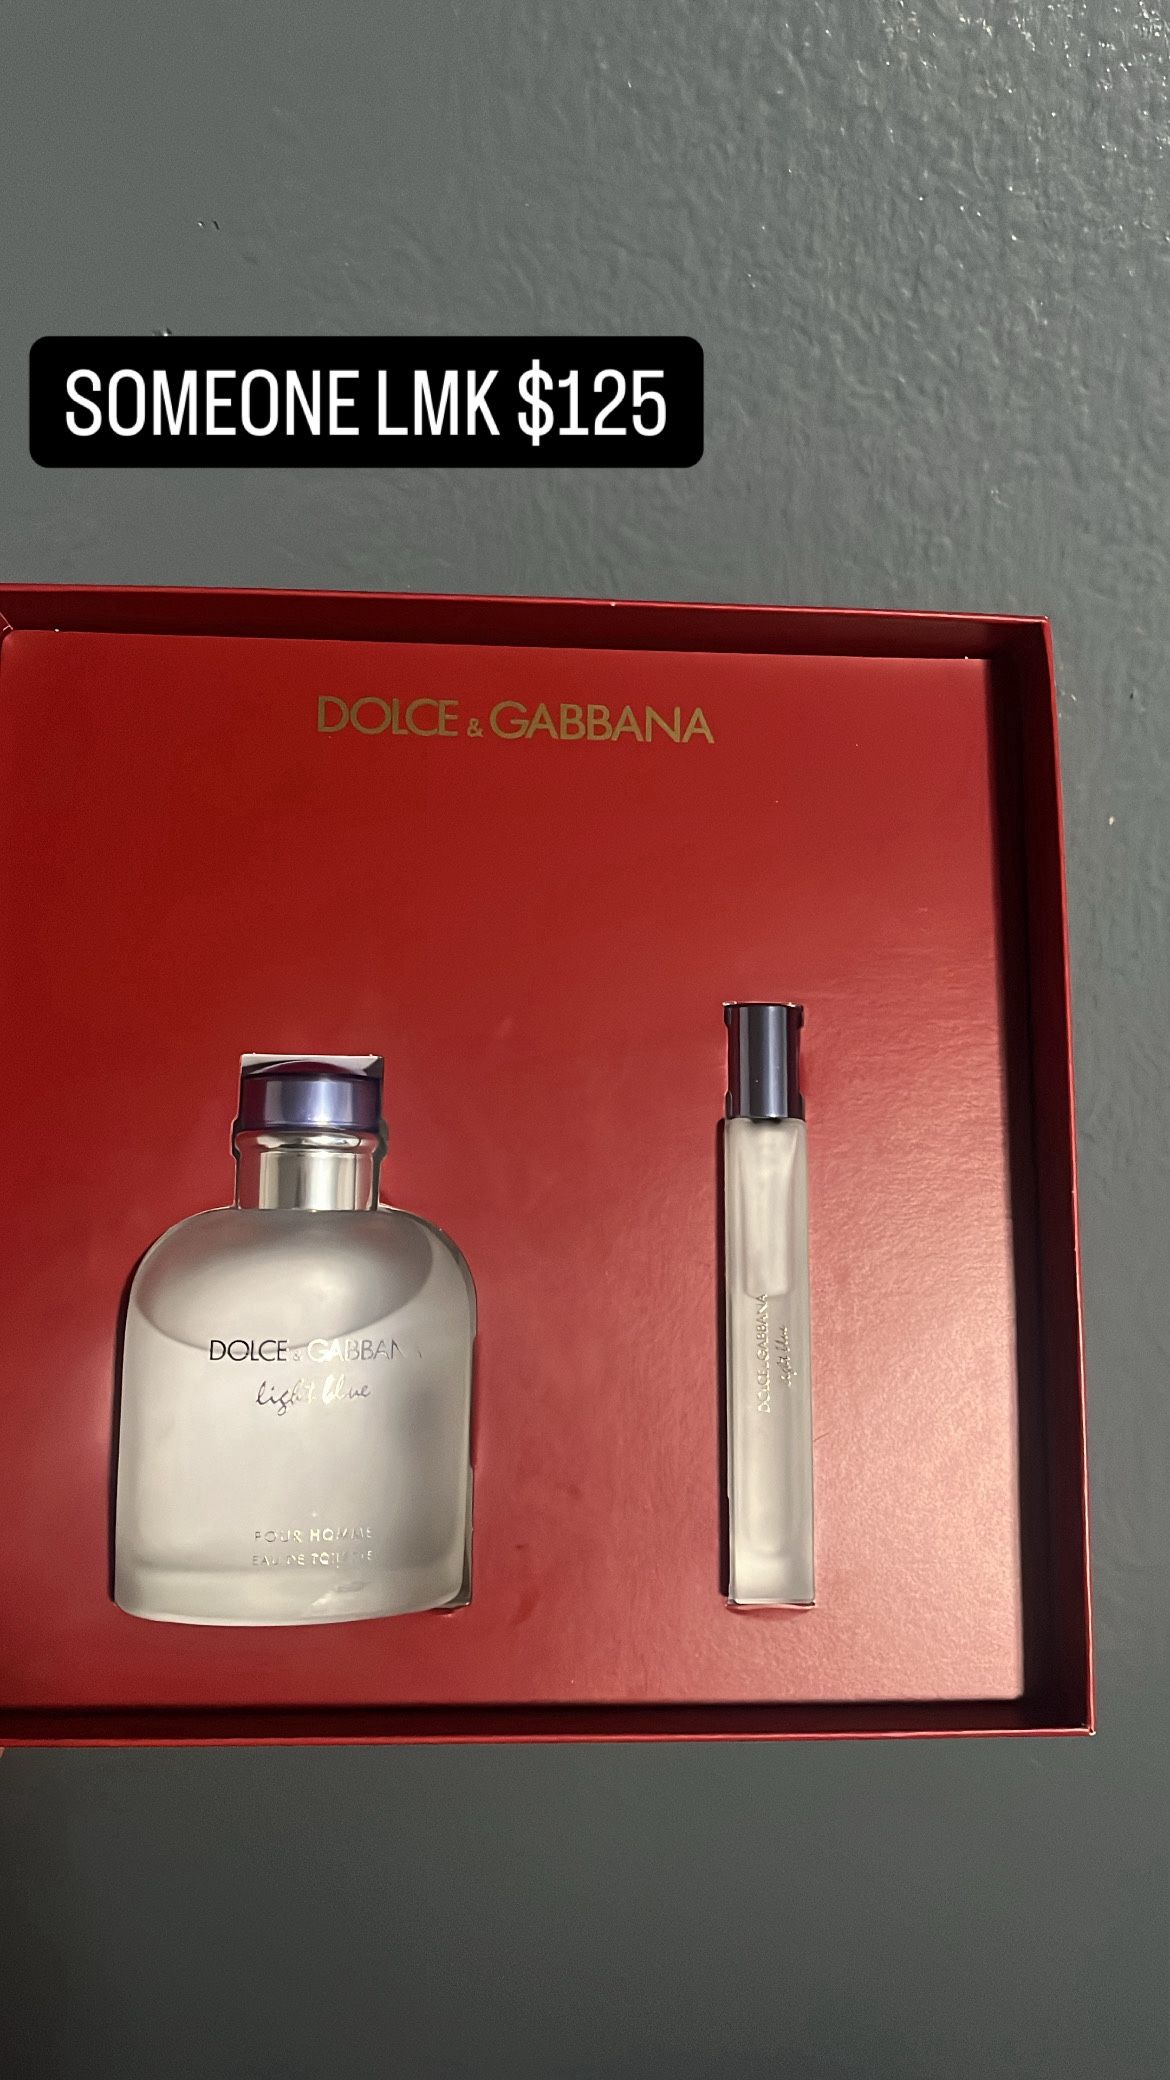 SOMEONE LMK $125
DOLCE & GABBANA
DOLCE & GABBANA
light blue
POUR HOMME
EAU DE TOILETTE
DOLCE & GABBANA
light blue